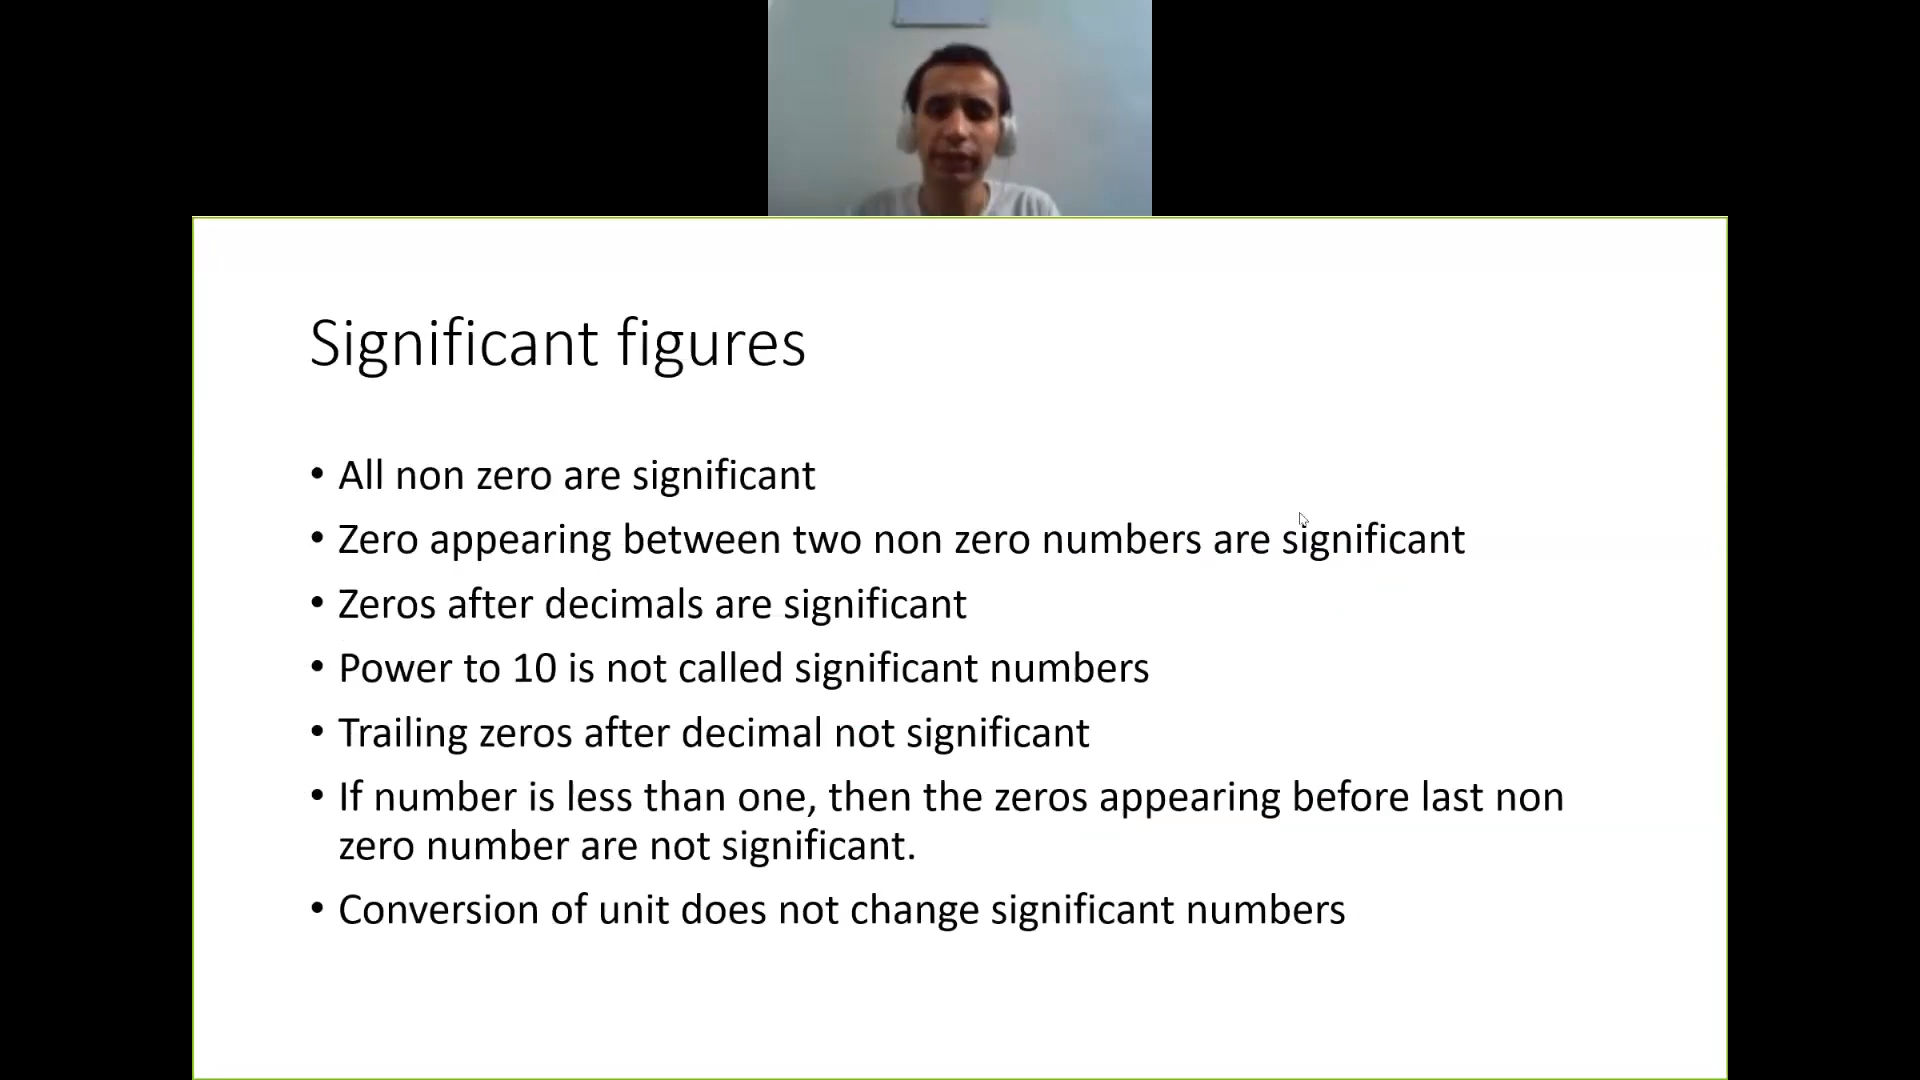 Significant figures
• All non zero are significant
• Zero appearing between two non zero numbers are significant
• Zeros after decimals are significant
• Power to 10 is not called significant numbers
• Trailing zeros after decimal not significant
• If number is less than one, then the zeros appearing before last non
zero number are not significant.
• Conversion of unit does not change significant numbers